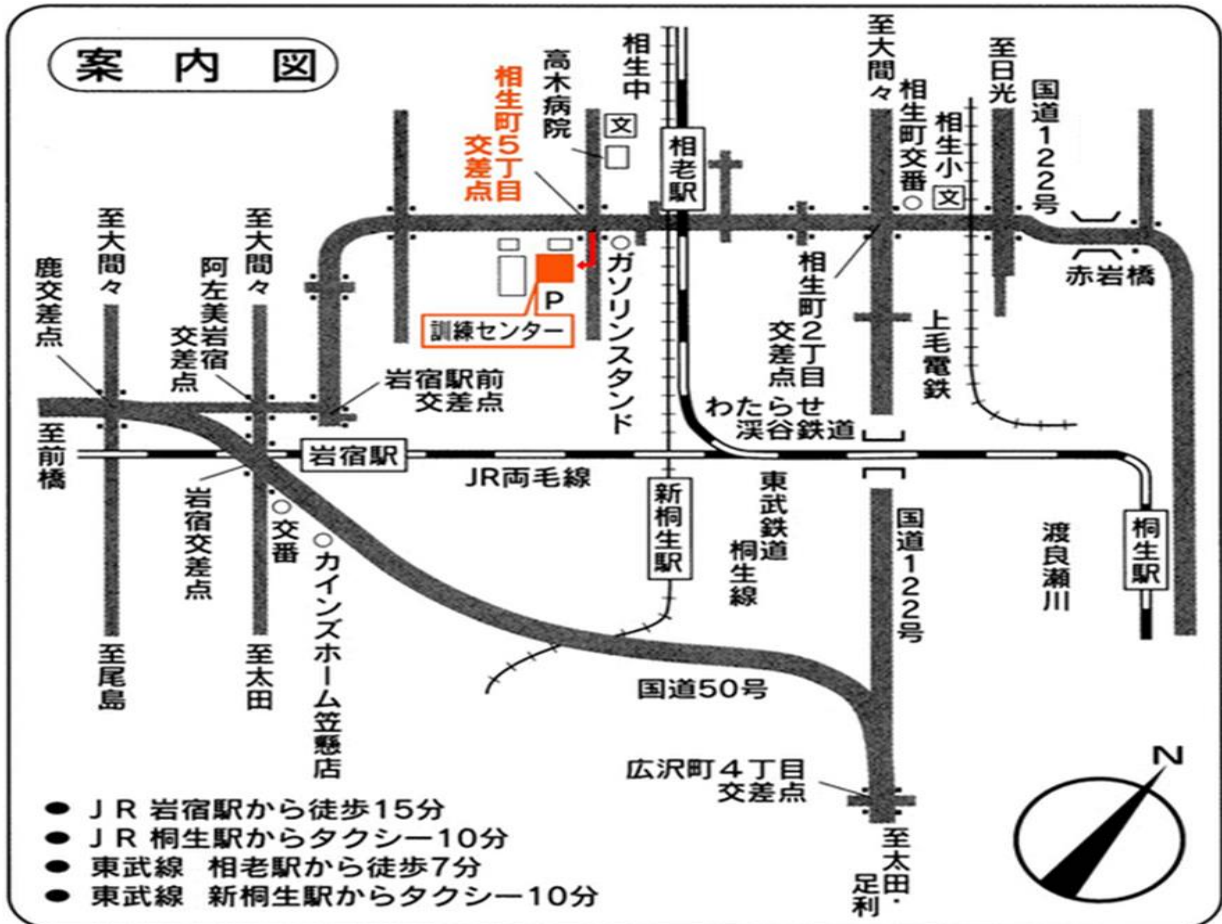 案内図
相生町5丁目
交差点
高木病院
文
相生中
相老駅
至大間々
相生町交番
相生小
文
至日光
国道122号
赤岩橋
至大間々
至大間々
鹿交差点
阿左美岩宿
交差点
P
訓練センター
ガソリンスタンド
相生町2丁目
交差点
上毛電鉄
岩宿駅前
交差点
わたらせ
渓谷鉄道
至前橋
岩宿駅
JR両毛線
岩宿交差点
交番
カインズホーム笠懸店
新桐生駅
東武鉄道
桐生線
国道122号
渡良瀬川
桐生駅
至尾島
至太田
国道50号
広沢町4丁目
交差点
至太田・
足利
N
● JR 岩宿駅から徒歩15分
● JR 桐生駅からタクシー10分
● 東武線 相老駅から徒歩7分
● 東武線 新桐生駅からタクシー10分